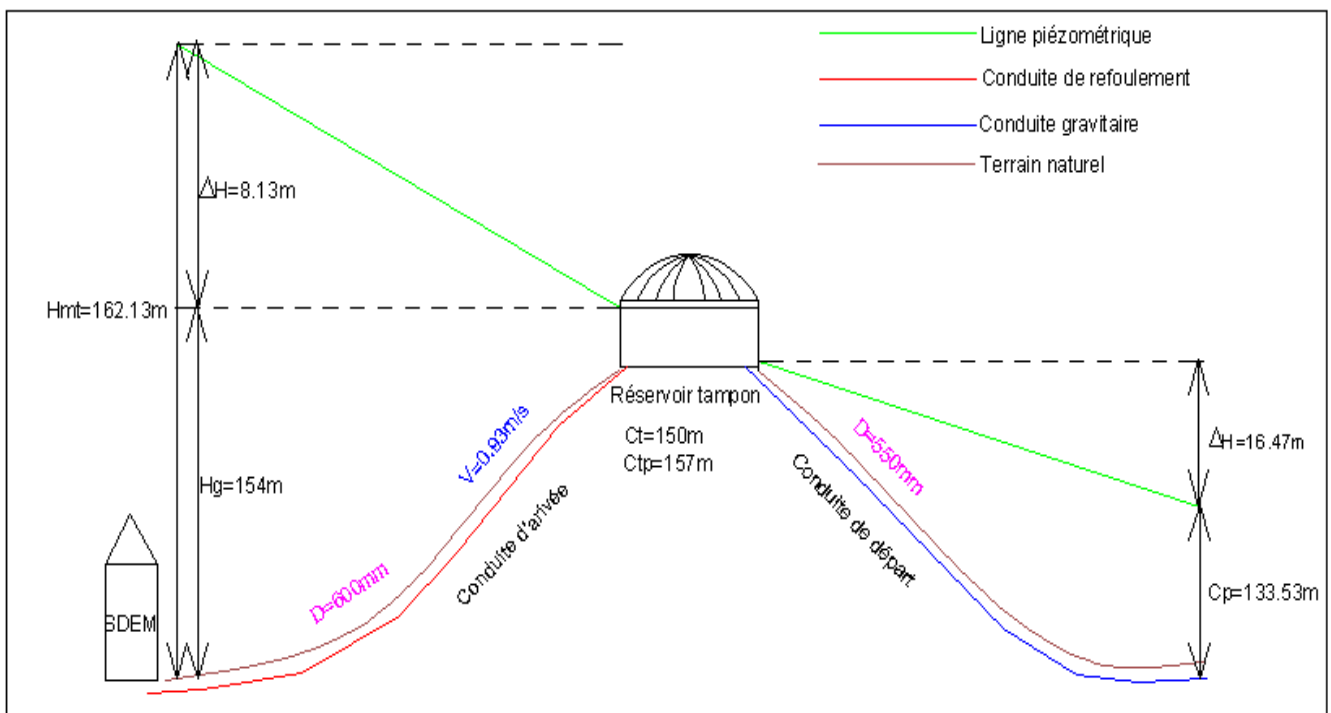 Ligne piézométrique
Conduite de refoulement
Conduite gravitaire
Terrain naturel
ΔH=8.13m
Hmt=162.13m
Hg=154m
SDEM
D=600mm
V=0.93m/s
Conduite d'arivée
Réservoir tampon
Ct=150m
Ctp=157m
D=550mm
Conduite de départ
ΔH=16.47m
Cp=133.53m